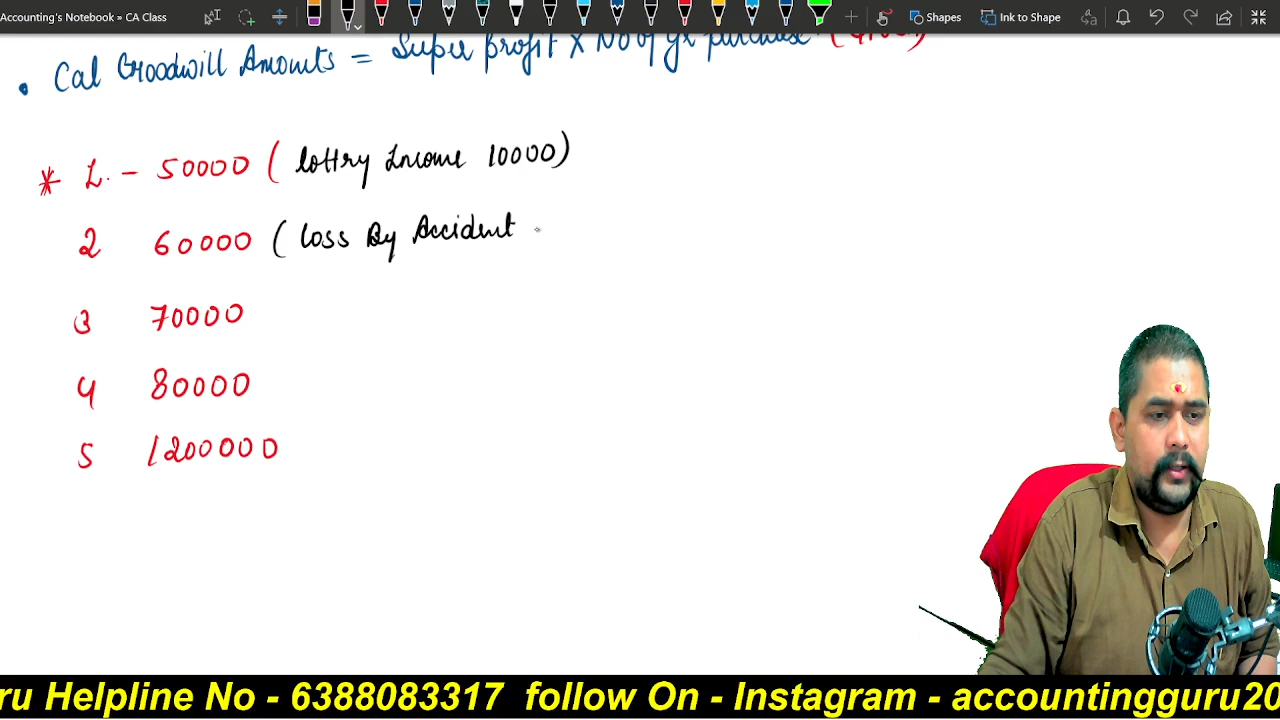 Accounting's Notebook » CA Class
Shapes
Ink to Shape
• Cal Goodwill Amounts = Super profit X No of yr purchase
* 1. - 50000 ( lottry Income 10000)
2 60000 ( Loss By Accident
3 70000
4 80000
5 1200000
ru Helpline No - 6388083317 follow On - Instagram - accountingguru20